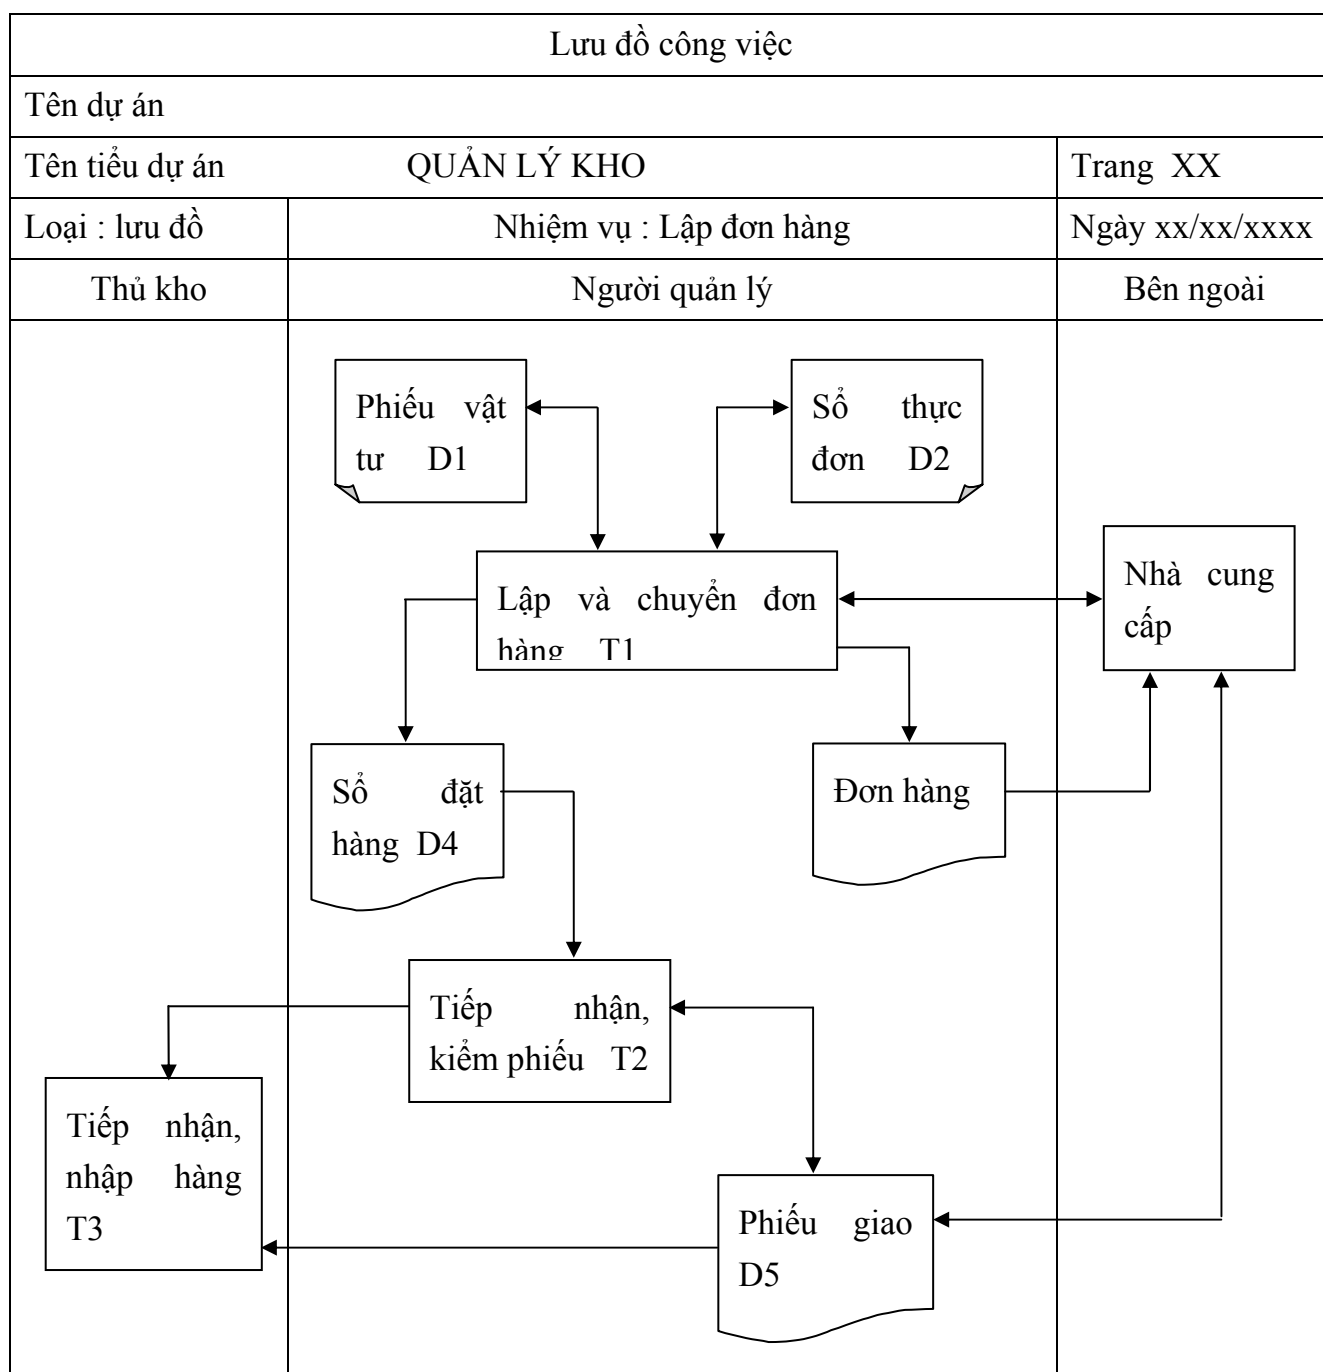 Lưu đồ công việc
Tên dự án
Tên tiểu dự án QUẢN LÝ KHO Trang XX
Loại : lưu đồ Nhiệm vụ : Lập đơn hàng Ngày xx/xx/xxxx
Thủ kho Người quản lý Bên ngoài
Phiếu vật
tư D1
Sổ thực
đơn D2
Lập và chuyển đơn
hàng T1
Nhà cung
cấp
Sổ đặt
hàng D4
Đơn hàng
Tiếp nhận,
kiểm phiếu T2
Tiếp nhận,
nhập hàng
T3
Phiếu giao
D5